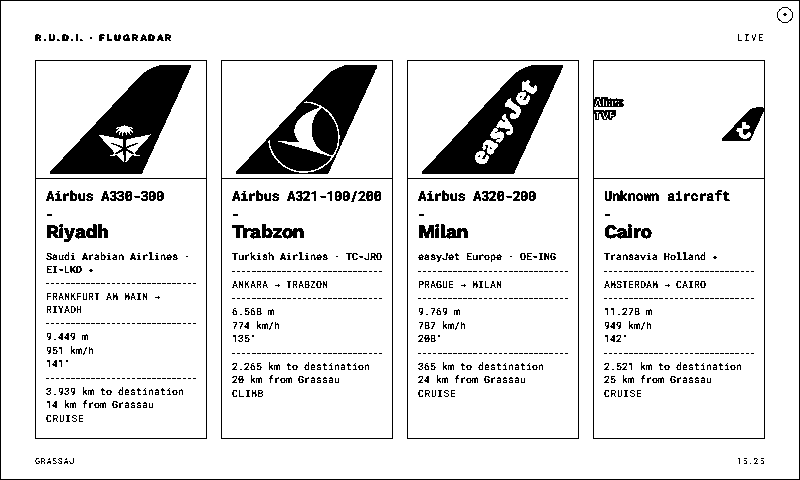 R.U.D.I. · FLUGRADAR
LIVE
easyJet
Alias:
TVF
t
Airbus A330-300
-
Riyadh
Saudi Arabian Airlines ·
EI-LKD
FRANKFURT AM MAIN →
RIYADH
9.449 m
951 km/h
141°
3.939 km to destination
14 km from Grassau
CRUISE
Airbus A321-100/200
-
Trabzon
Turkish Airlines · TC-JRO
ANKARA → TRABZON
6.568 m
774 km/h
135°
2.265 km to destination
20 km from Grassau
CLIMB
Airbus A320-200
-
Milan
easyJet Europe · OE-ING
PRAGUE → MILAN
9.769 m
787 km/h
208°
365 km to destination
24 km from Grassau
CRUISE
Unknown aircraft
-
Cairo
Transavia Holland
AMSTERDAM → CAIRO
11.278 m
949 km/h
142°
2.521 km to destination
25 km from Grassau
CRUISE
GRASSAU
15.25